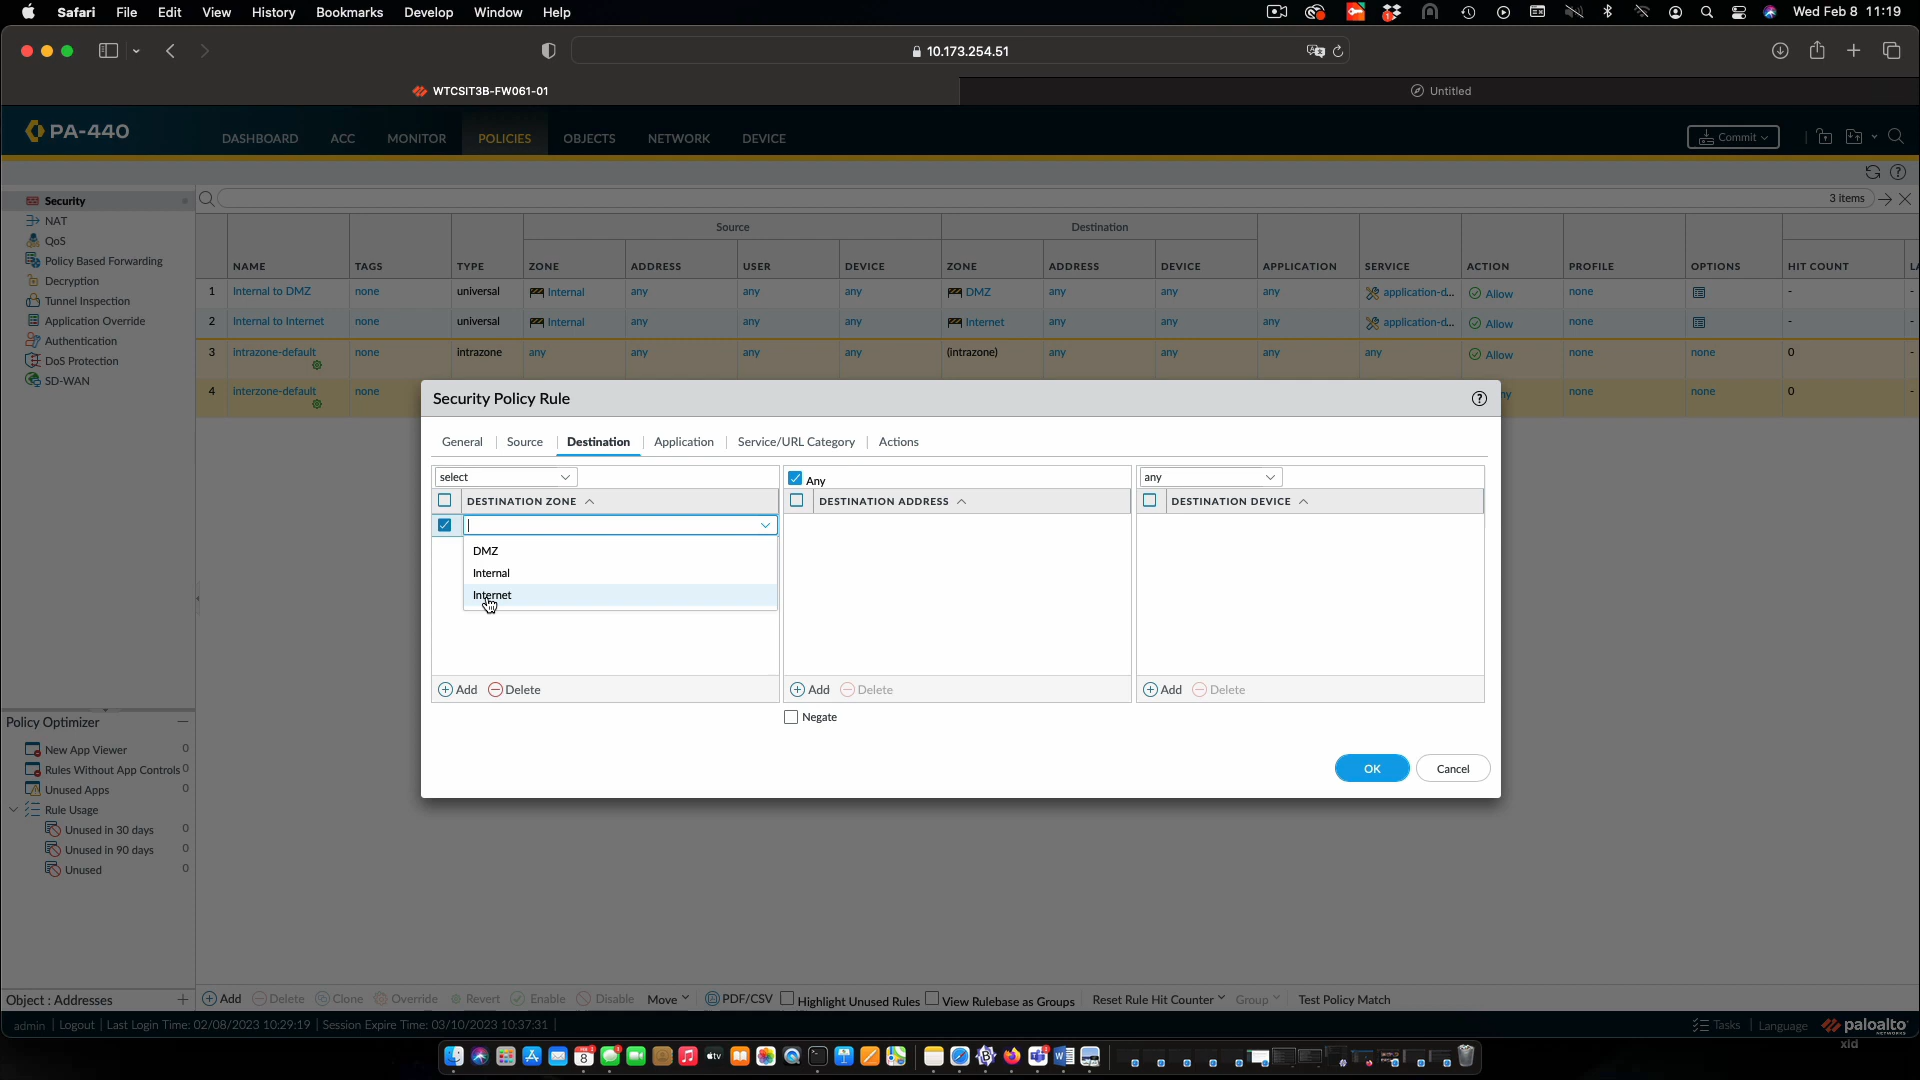 Safari File Edit View History Bookmarks Develop Window Help Wed Feb 8 11:19
10.173.254.51
WTCSIT3B-FW061-01 Untitled
PA-440 DASHBOARD ACC MONITOR POLICIES OBJECTS NETWORK DEVICE Commit
Security
NAT
QoS
Policy Based Forwarding
Decryption
Tunnel Inspection
Application Override
Authentication
DoS Protection
SD-WAN
3 items
Source Destination
NAME TAGS TYPE ZONE ADDRESS USER DEVICE ZONE ADDRESS DEVICE APPLICATION SERVICE ACTION PROFILE OPTIONS HIT COUNT
1 Internal to DMZ none universal Internal any any any DMZ any any any application-d... Allow none -
2 Internal to Internet none universal Internal any any any Internet any any any application-d... Allow none -
3 intrazone-default none intrazone any any any any (intrazone) any any any any Allow none none 0 -
4 interzone-default none none none 0 -
Security Policy Rule
General Source Destination Application Service/URL Category Actions
select Any any
DESTINATION ZONE DESTINATION ADDRESS DESTINATION DEVICE
DMZ
Internal
Internet
Add Delete Add Delete Add Delete
Negate
OK Cancel
Policy Optimizer
New App Viewer 0
Rules Without App Controls 0
Unused Apps 0
Rule Usage
Unused in 30 days 0
Unused in 90 days 0
Unused 0
Object : Addresses
Add Delete Clone Override Revert Enable Disable Move PDF/CSV Highlight Unused Rules View Rulebase as Groups Reset Rule Hit Counter Group Test Policy Match
admin | Logout | Last Login Time: 02/08/2023 10:29:19 | Session Expire Time: 03/10/2023 10:37:31 |
Tasks | Language paloalto
NETWORKS
xld